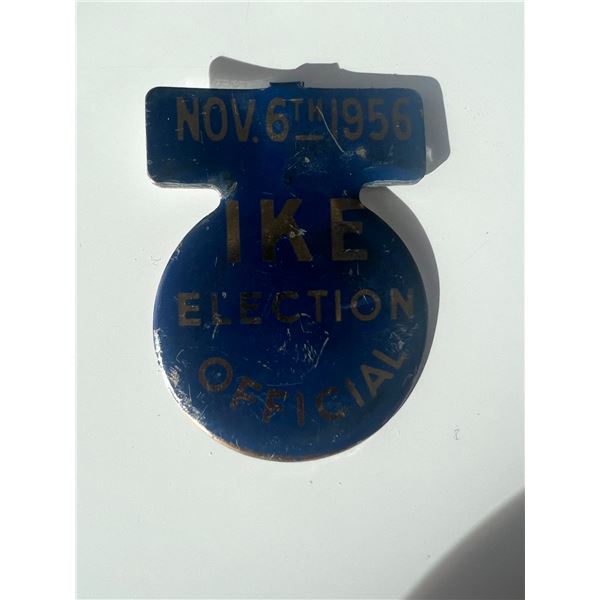 NOV. 6TH 1956
IKE
ELECTION
OFFICIAL